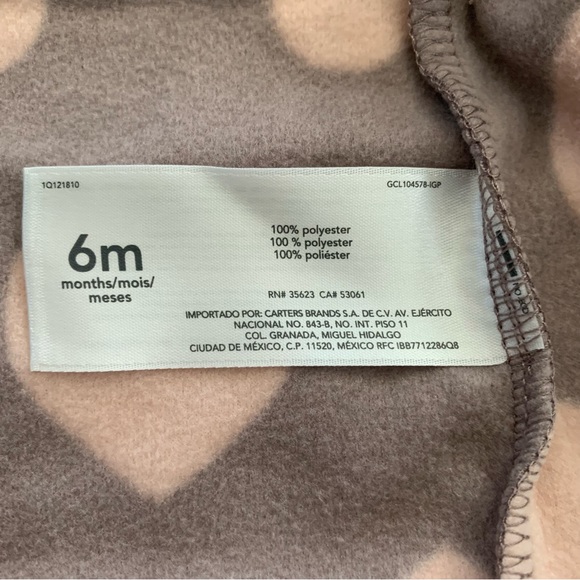 1Q121810
GCL104578-IGP
6m
months/mois/
meses
100% polyester
100 % polyester
100% poliéster
RN# 35623 CA# 53061
IMPORTADO POR: CARTERS BRANDS S.A. DE C.V. AV. EJÉRCITO
NACIONAL NO. 843-B, NO. INT. PISO 11
COL. GRANADA, MIGUEL HIDALGO
CIUDAD DE MÉXICO, C.P. 11520, MÉXICO RFC IBB7712286Q8